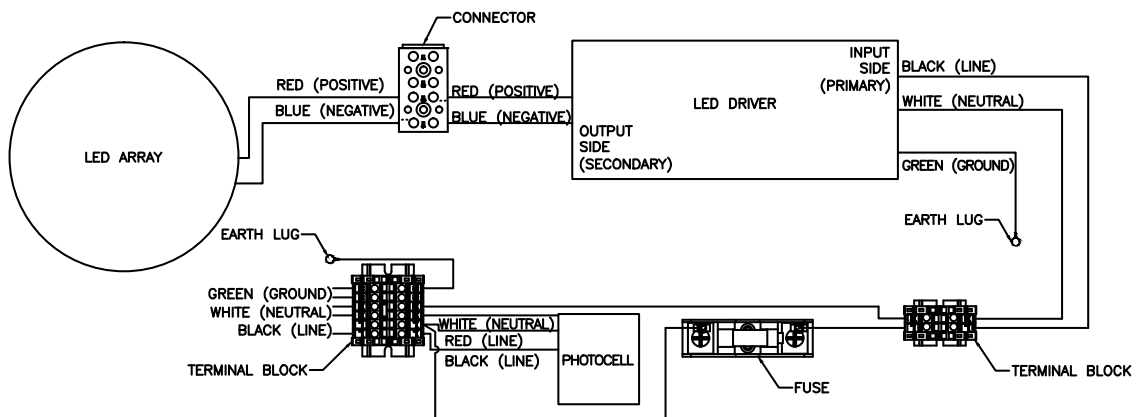 CONNECTOR
RED (POSITIVE)
BLUE (NEGATIVE)
LED ARRAY
RED (POSITIVE)
BLUE (NEGATIVE)
OUTPUT
SIDE
(SECONDARY)
LED DRIVER
INPUT
SIDE
(PRIMARY)
BLACK (LINE)
WHITE (NEUTRAL)
GREEN (GROUND)
EARTH LUG
EARTH LUG
GREEN (GROUND)
WHITE (NEUTRAL)
BLACK (LINE)
TERMINAL BLOCK
WHITE (NEUTRAL)
RED (LINE)
BLACK (LINE)
PHOTOCELL
FUSE
TERMINAL BLOCK